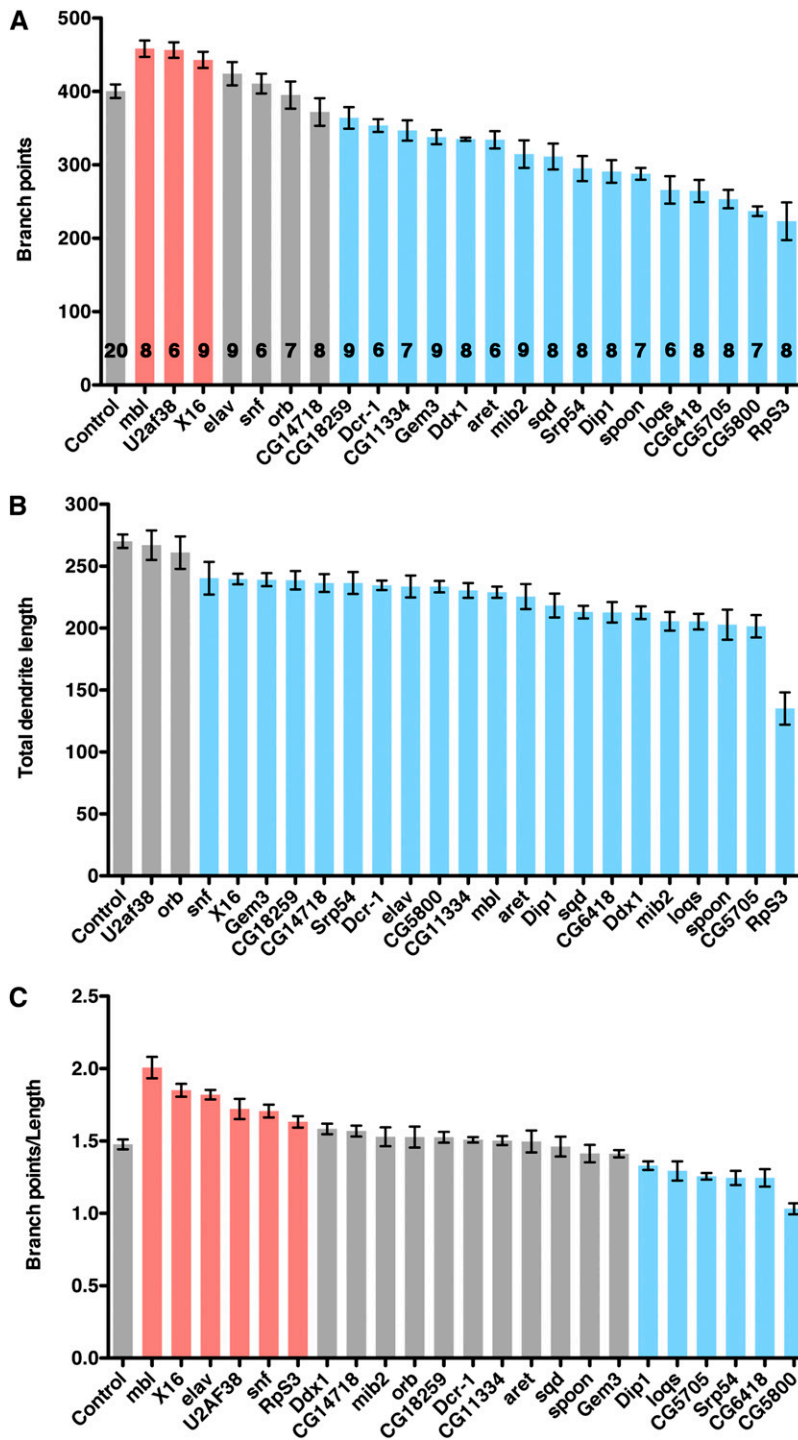 A
Branch points
500
400
300
200
100
0
20 8 6 9 9 6 7 8 9 6 7 9 8 6 9 8 8 8 7 6 8 8 7 8
Control mbl U2af38 X16 elav snf orb CG14718 CG18259 Dcr-1 CG11334 Gem3 Ddx1 aret mib2 sqd Srp54 Dip1 spoon loqs CG6418 CG5705 CG5800 RpS3
B
Total dendrite length
300
250
200
150
100
50
0
Control U2af38 orb snf X16 Gem3 CG18259 CG14718 Srp54 Dcr-1 elav CG5800 CG11334 mbl aret Dip1 sqd CG6418 Ddx1 mib2 loqs spoon CG5705 RpS3
C
Branch points/Length
2.5
2.0
1.5
1.0
0.5
0.0
Control mbl X16 elav U2AF38 snf RpS3 Ddx1 CG14718 mib2 orb CG18259 Dcr-1 CG11334 aret sqd spoon Gem3 Dip1 loqs CG5705 Srp54 CG6418 CG5800